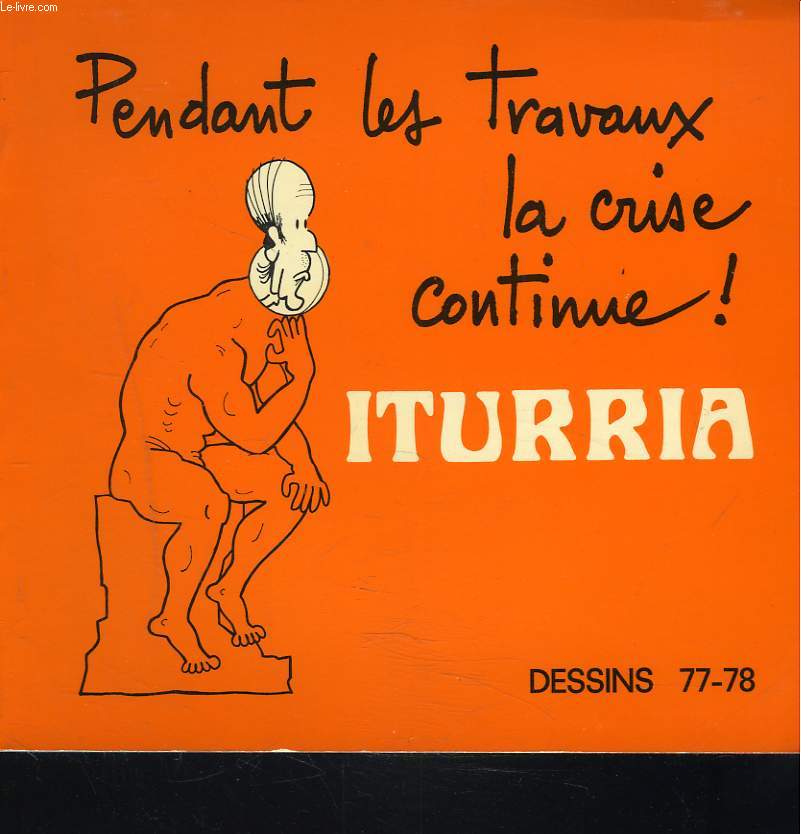 Le-livre.com
Pendant les travaux
la crise
continue !
ITURRIA
DESSINS 77-78